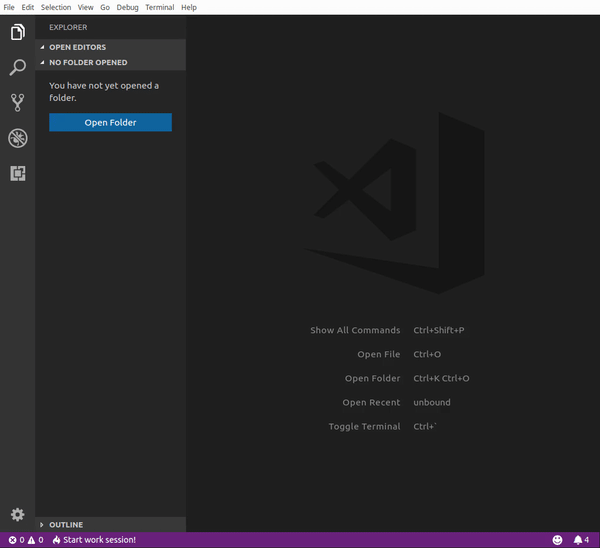 File Edit Selection View Go Debug Terminal Help
EXPLORER
OPEN EDITORS
NO FOLDER OPENED
You have not yet opened a
folder.
Open Folder
Show All Commands Ctrl+Shift+P
Open File Ctrl+O
Open Folder Ctrl+K Ctrl+O
Open Recent unbound
Toggle Terminal Ctrl+`
OUTLINE
0 0 Start work session! 4